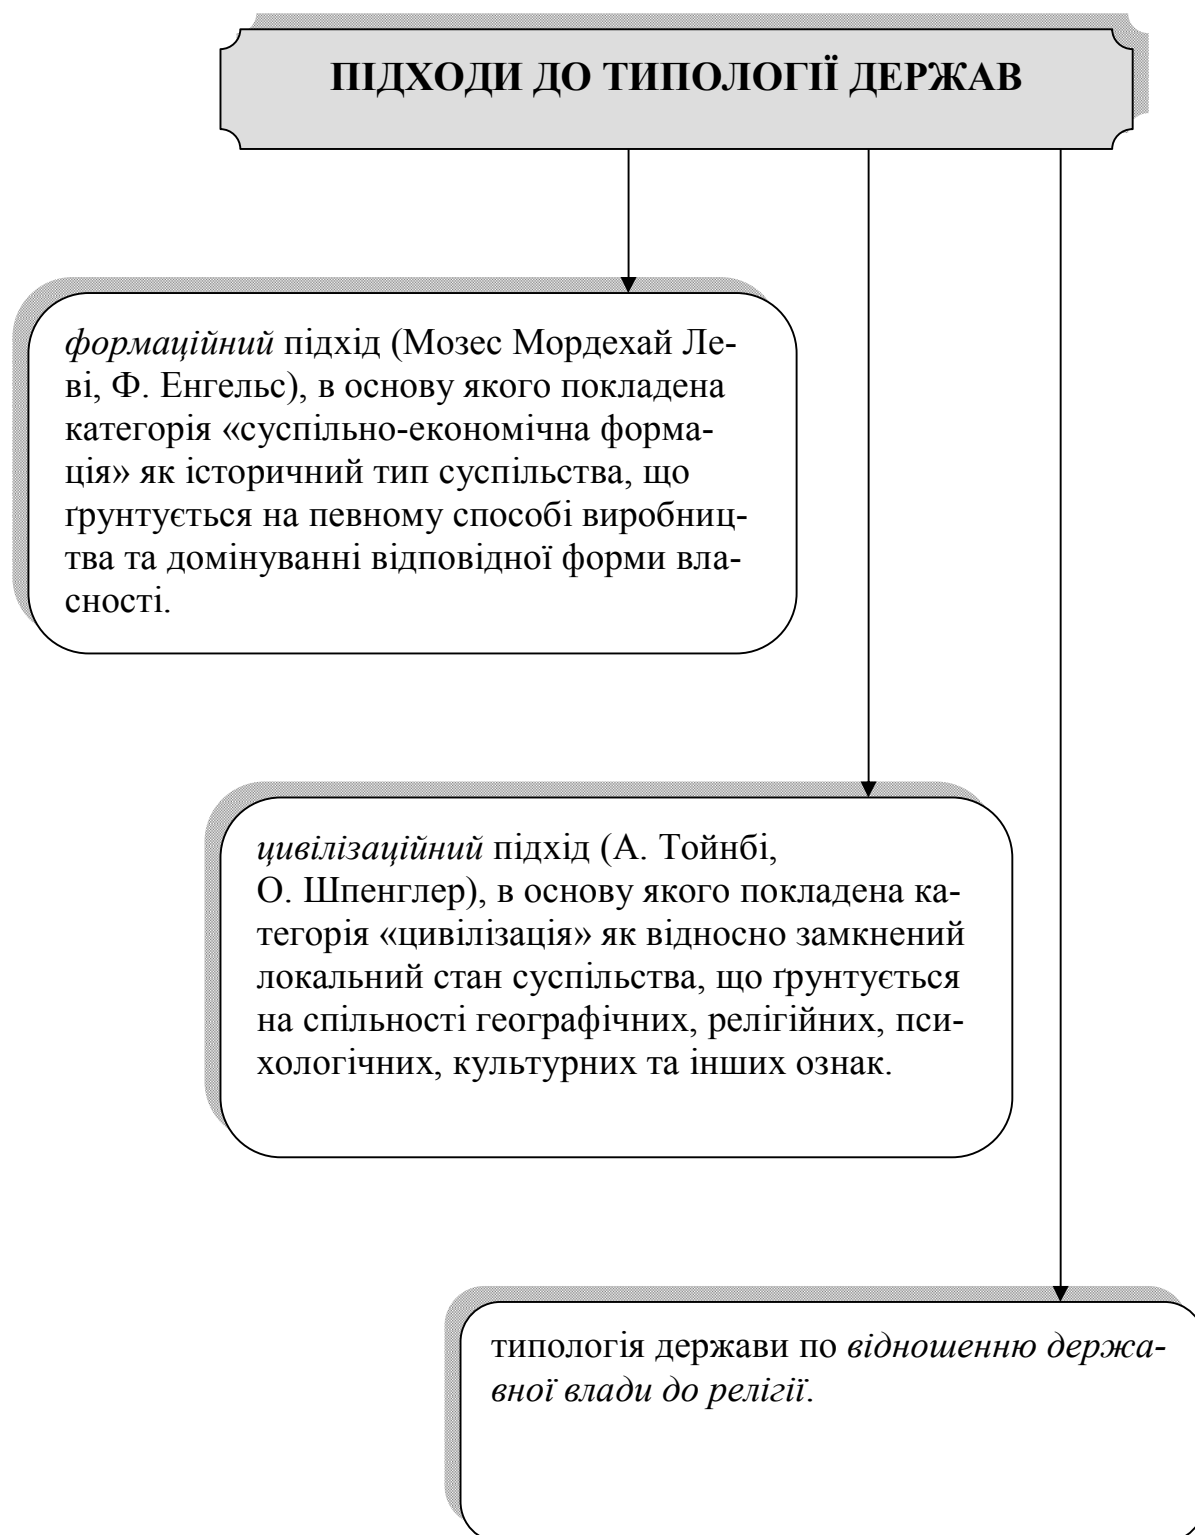 ПІДХОДИ ДО ТИПОЛОГІЇ ДЕРЖАВ
формаційний підхід (Мозес Мордехай Ле-
ві, Ф. Енгельс), в основу якого покладена
категорія «суспільно-економічна форма-
ція» як історичний тип суспільства, що
ґрунтується на певному способі виробниц-
тва та домінуванні відповідної форми вла-
сності.
цивілізаційний підхід (А. Тойнбі,
О. Шпенглер), в основу якого покладена ка-
тегорія «цивілізація» як відносно замкнений
локальний стан суспільства, що ґрунтується
на спільності географічних, релігійних, пси-
хологічних, культурних та інших ознак.
типологія держави по відношенню держа-
вної влади до релігії.